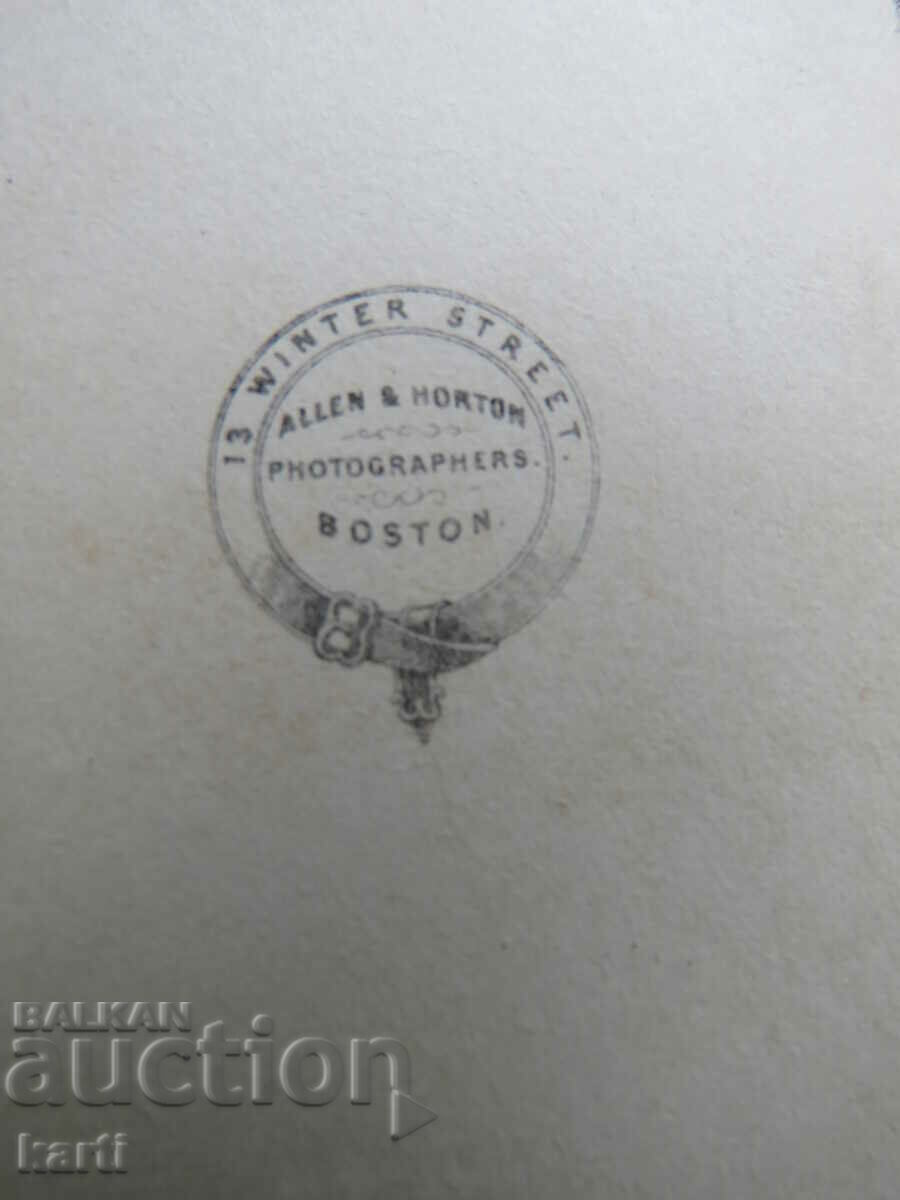 13 WINTER STREET.
ALLEN & HORTON
PHOTOGRAPHERS.
BOSTON.
BALKAN
auction
karti